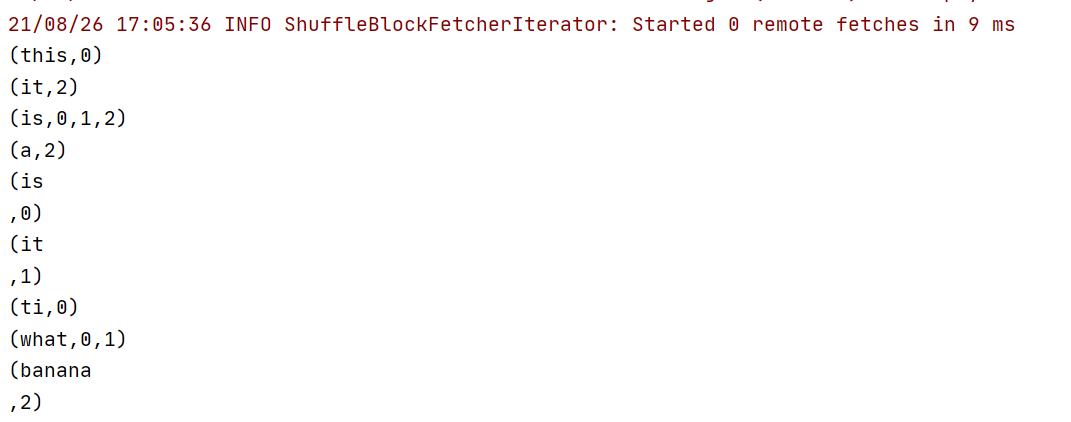 21/08/26 17:05:36 INFO ShuffleBlockFetcherIterator: Started 0 remote fetches in 9 ms
(this,0)
(it,2)
(is,0,1,2)
(a,2)
(is
,0)
(it
,1)
(ti,0)
(what,0,1)
(banana
,2)